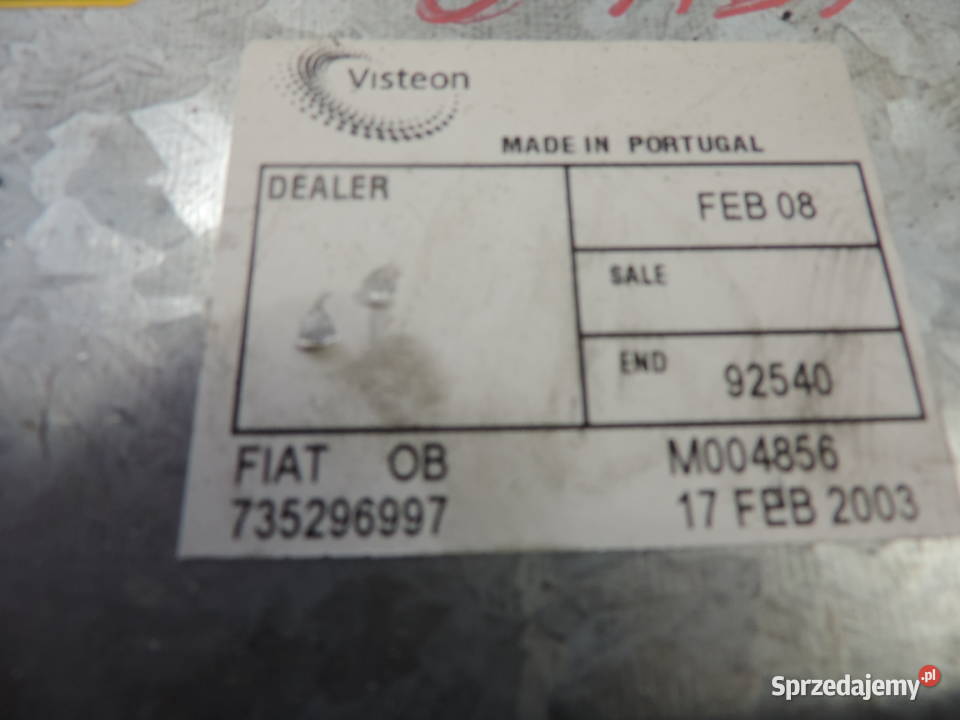 Visteon
MADE IN PORTUGAL
DEALER
FEB 08
SALE
END 92540
FIAT OB M004856
735296997 17 FEB 2003
Sprzedajemy.pl